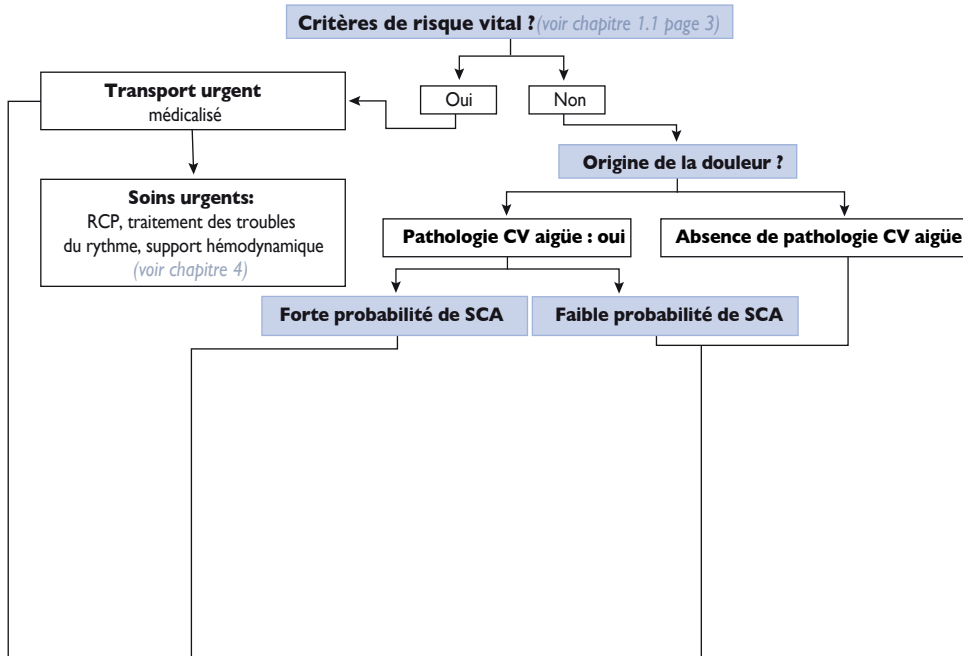 Critères de risque vital ? (voir chapitre 1.1 page 3)
Oui
Non
Transport urgent
médicalisé
Origine de la douleur ?
Soins urgents:
RCP, traitement des troubles
du rythme, support hémodynamique
(voir chapitre 4)
Pathologie CV aigüe : oui
Absence de pathologie CV aigüe
Forte probabilité de SCA
Faible probabilité de SCA